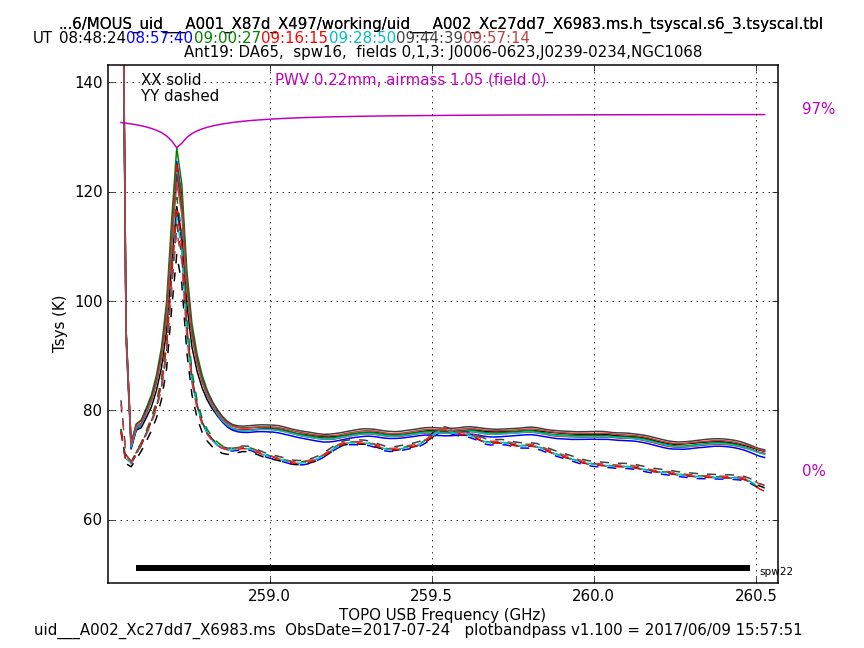 ...6/MOUS_uid___A001_X87d_X497/working/uid___A002_Xc27dd7_X6983.ms.h_tsyscal.s6_3.tsyscal.tbl
UT 08:48:24 08:57:40 09:00:27 09:16:15 09:28:50 09:44:39 09:57:14
Ant19: DA65, spw16, fields 0,1,3: J0006-0623,J0239-0234,NGC1068
XX solid
PWV 0.22mm, airmass 1.05 (field 0)
YY dashed
97%
0%
140
120
100
80
60
Tsys (K)
spw22
259.0 259.5 260.0 260.5
TOPO USB Frequency (GHz)
uid___A002_Xc27dd7_X6983.ms ObsDate=2017-07-24 plotbandpass v1.100 = 2017/06/09 15:57:51